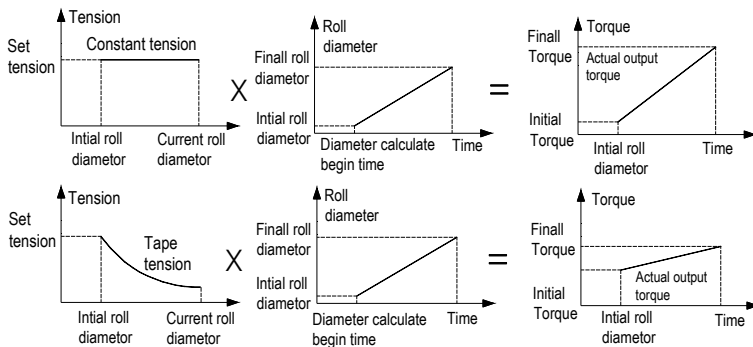 Tension
Set
tension
Constant tension
Intial roll
diametor
Current roll
diametor
X
Roll
diameter
Finall roll
diametor
Intial roll
diametor
Diameter calculate
begin time
Time
=
Torque
Finall
Torque
Actual output
torque
Initial
Torque
Intial roll
diametor
Time
Tension
Set
tension
Tape
tension
Intial roll
diametor
Current roll
diametor
X
Roll
diameter
Finall roll
diametor
Intial roll
diametor
Diameter calculate
begin time
Time
=
Torque
Finall
Torque
Actual output
torque
Initial
Torque
Intial roll
diametor
Time